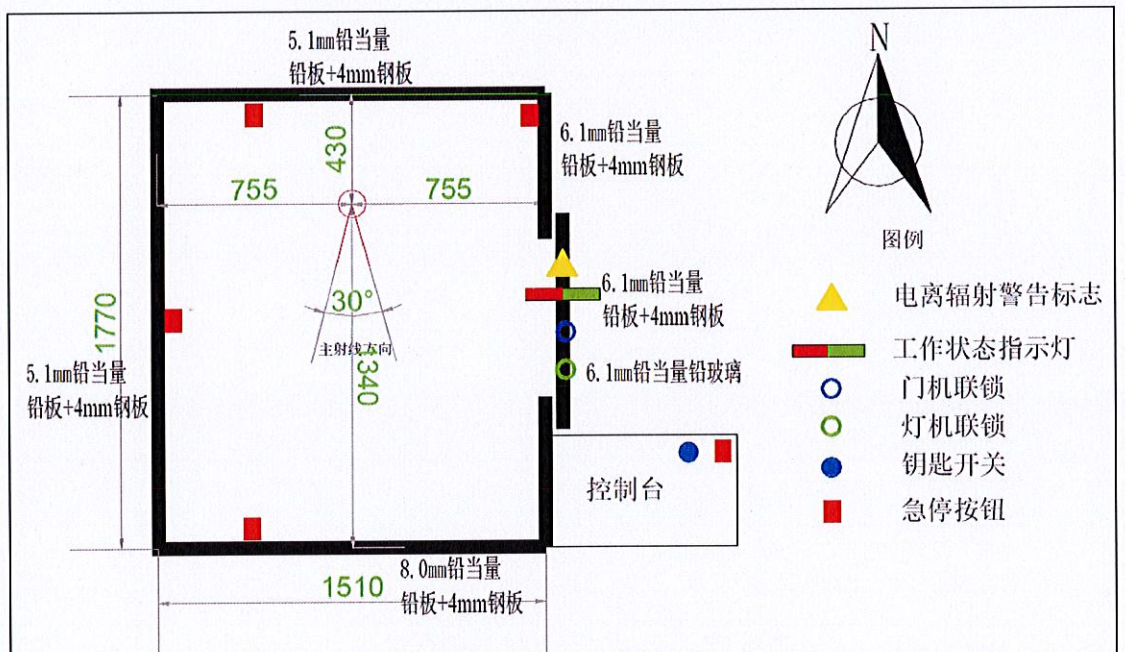 5.1mm铅当量
铅板+4mm钢板
N
6.1mm铅当量
铅板+4mm钢板
430
755
755
图例
6.1mm铅当量
铅板+4mm钢板
电离辐射警告标志
30°
1770
主射线方向
工作状态指示灯
1340
5.1mm铅当量
铅板+4mm钢板
6.1mm铅当量铅玻璃
门机联锁
灯机联锁
钥匙开关
控制台
急停按钮
8.0mm铅当量
铅板+4mm钢板
1510